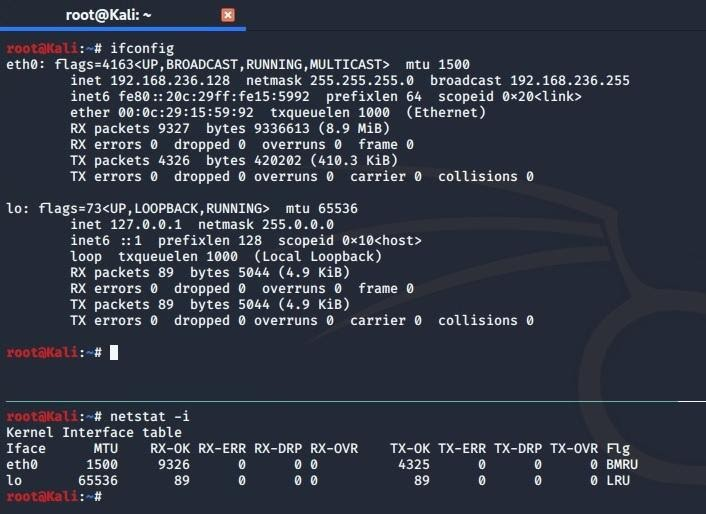 root@Kali: ~
root@Kali:~# ifconfig
eth0: flags=4163<UP,BROADCAST,RUNNING,MULTICAST>  mtu 1500
        inet 192.168.236.128  netmask 255.255.255.0  broadcast 192.168.236.255
        inet6 fe80::20c:29ff:fe15:5992  prefixlen 64  scopeid 0×20<link>
        ether 00:0c:29:15:59:92  txqueuelen 1000  (Ethernet)
        RX packets 9327  bytes 9336613 (8.9 MiB)
        RX errors 0  dropped 0  overruns 0  frame 0
        TX packets 4326  bytes 420202 (410.3 KiB)
        TX errors 0  dropped 0 overruns 0  carrier 0  collisions 0
lo: flags=73<UP,LOOPBACK,RUNNING>  mtu 65536
        inet 127.0.0.1  netmask 255.0.0.0
        inet6 ::1  prefixlen 128  scopeid 0×10<host>
        loop  txqueuelen 1000  (Local Loopback)
        RX packets 89  bytes 5044 (4.9 KiB)
        RX errors 0  dropped 0  overruns 0  frame 0
        TX packets 89  bytes 5044 (4.9 KiB)
        TX errors 0  dropped 0 overruns 0  carrier 0  collisions 0
root@Kali:~#
root@Kali:~# netstat -i
Kernel Interface table
Iface      MTU    RX-OK RX-ERR RX-DRP RX-OVR    TX-OK TX-ERR TX-DRP TX-OVR Flg
eth0      1500     9326      0      0 0          4325      0      0      0 BMRU
lo       65536       89      0      0 0            89      0      0      0 LRU
root@Kali:~#